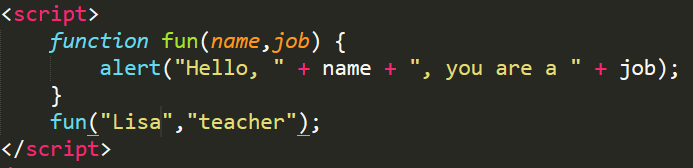 <script>
function fun(name,job) {
alert("Hello, " + name + ", you are a " + job);
}
fun("Lisa","teacher");
</script>